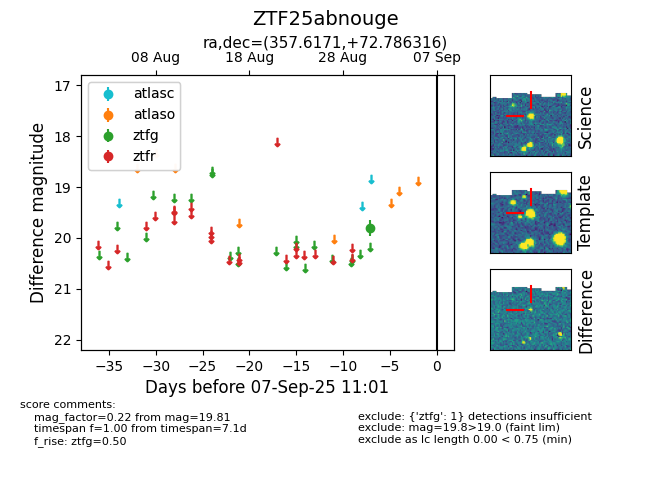 ZTF25abnouge
ra,dec=(357.6171,+72.786316)
08 Aug 18 Aug 28 Aug 07 Sep
atlasc
atlaso
ztfg
ztfr
17
18
19
20
21
22
Difference magnitude
−35 −30 −25 −20 −15 −10 −5 0
Days before 07-Sep-25 11:01
Science
Template
Difference
score comments:
mag_factor=0.22 from mag=19.81
timespan f=1.00 from timespan=7.1d
f_rise: ztfg=0.50
exclude: {'ztfg': 1} detections insufficient
exclude: mag=19.8>19.0 (faint lim)
exclude as lc length 0.00 < 0.75 (min)